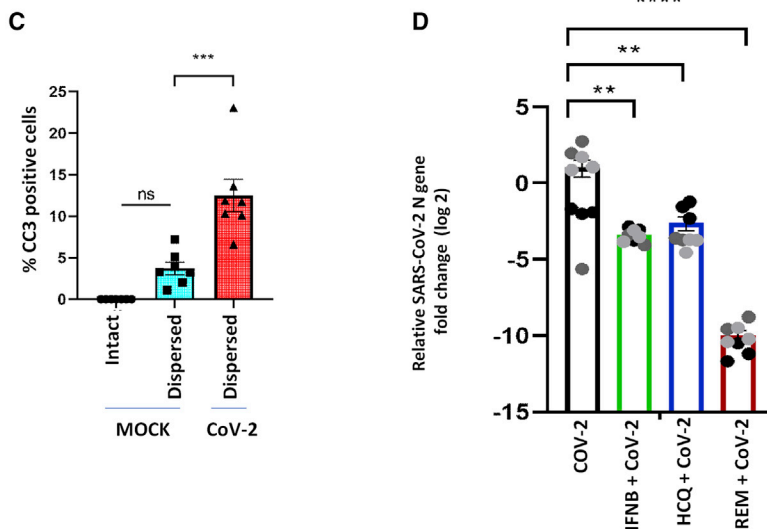 C
***
25
20
15
10
5
0
% CC3 positive cells
ns
Intact
Dispersed
Dispersed
MOCK
CoV-2
D
**
**
5
0
-5
-10
-15
Relative SARS-CoV-2 N gene
fold change (log 2)
COV-2
IFNB + CoV-2
HCQ + CoV-2
REM + CoV-2